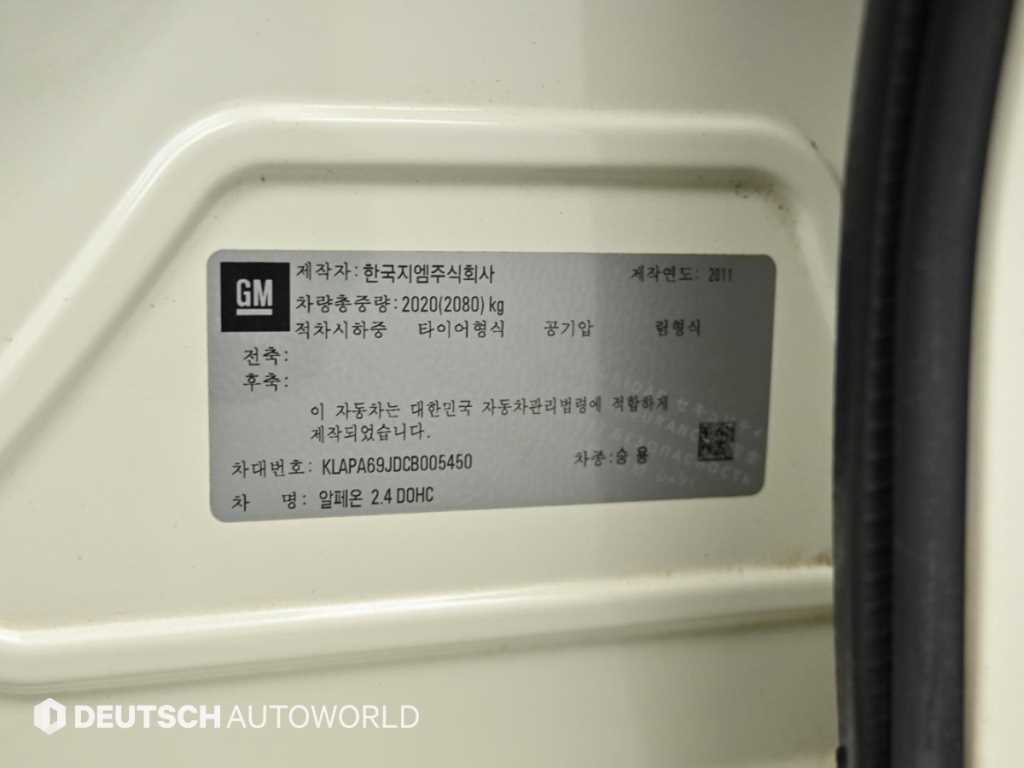 GM
제작자: 한국지엠주식회사 제작연도: 2011
차량총중량: 2020(2080) kg
적차시하중 타이어형식 공기압 림형식
전축:
후축:
이 자동차는 대한민국 자동차관리법령에 적합하게
제작되었습니다.
차대번호: KLAPA69JDCB005450 차종:승용
차 명: 알페온 2.4 DOHC
DEUTSCH AUTOWORLD